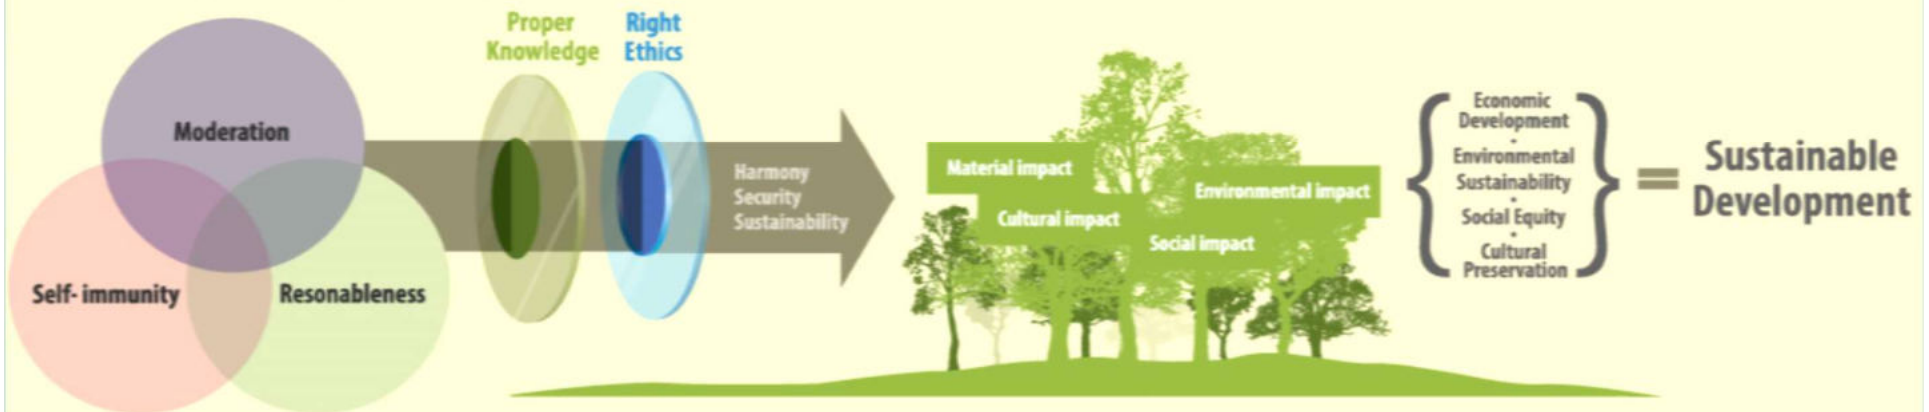 Moderation
Self- immunity
Resonableness
Proper
Knowledge
Right
Ethics
Harmony
Security
Sustainability
Material impact
Cultural impact
Environmental impact
Social impact
Economic
Development
Environmental
Sustainability
Social Equity
Cultural
Preservation
=
Sustainable
Development